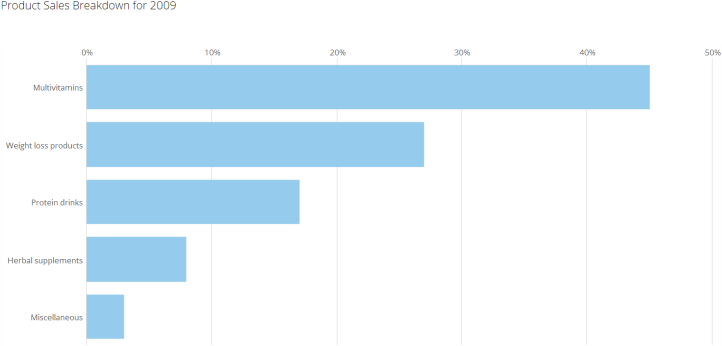 Product Sales Breakdown for 2009
0% 10% 20% 30% 40% 50%
Multivitamins
Weight loss products
Protein drinks
Herbal supplements
Miscellaneous